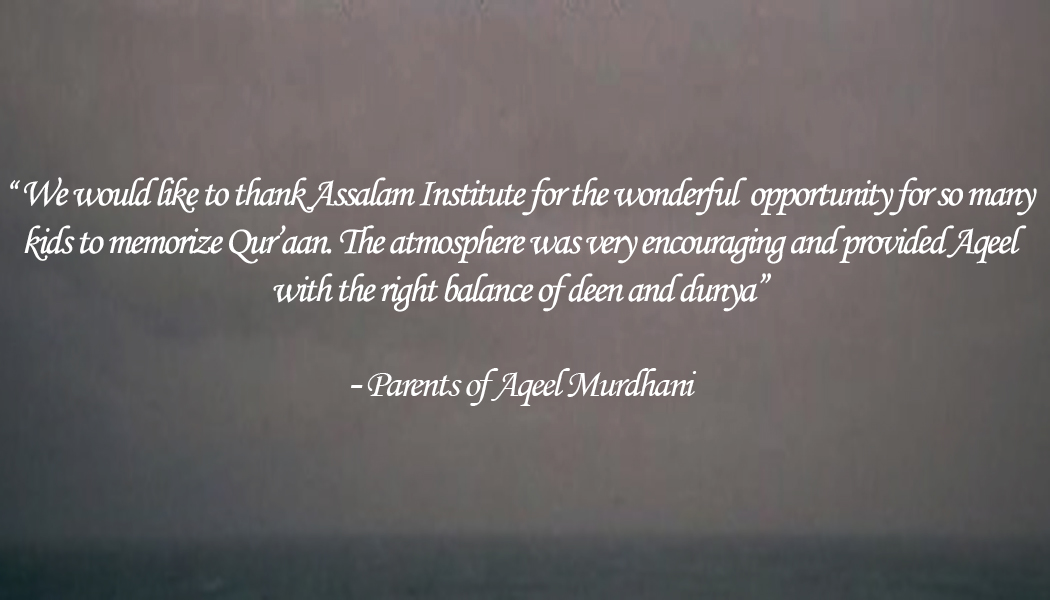 “We would like to thank Assalam Institute for the wonderful opportunity for so many
kids to memorize Qur’aan. The atmosphere was very encouraging and provided Aqeel
with the right balance of deen and dunya”
- Parents of Aqeel Murdhani